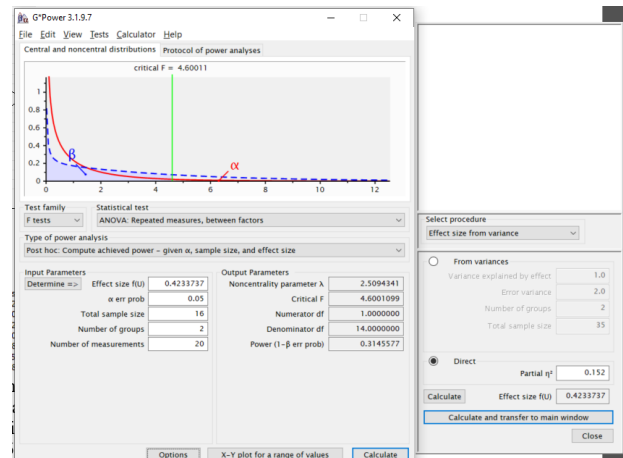 G*Power 3.1.9.7
File Edit View Tests Calculator Help
Central and noncentral distributions Protocol of power analyses
critical F = 4.60011
1
0.8
0.6
0.4
0.2
0
β
α
0 2 4 6 8 10 12
Test family Statistical test
F tests ANOVA: Repeated measures, between factors
Type of power analysis
Post hoc: Compute achieved power – given α, sample size, and effect size
Input Parameters
Determine => Effect size f(U) 0.4233737
α err prob 0.05
Total sample size 16
Number of groups 2
Number of measurements 20
Output Parameters
Noncentrality parameter λ 2.5094341
Critical F 4.6001099
Numerator df 1.0000000
Denominator df 14.0000000
Power (1-β err prob) 0.3145577
Options X-Y plot for a range of values Calculate
Select procedure
Effect size from variance
From variances
Variance explained by effect 1.0
Error variance 2.0
Number of groups 2
Total sample size 35
Direct
Partial η² 0.152
Calculate Effect size f(U) 0.4233737
Calculate and transfer to main window
Close